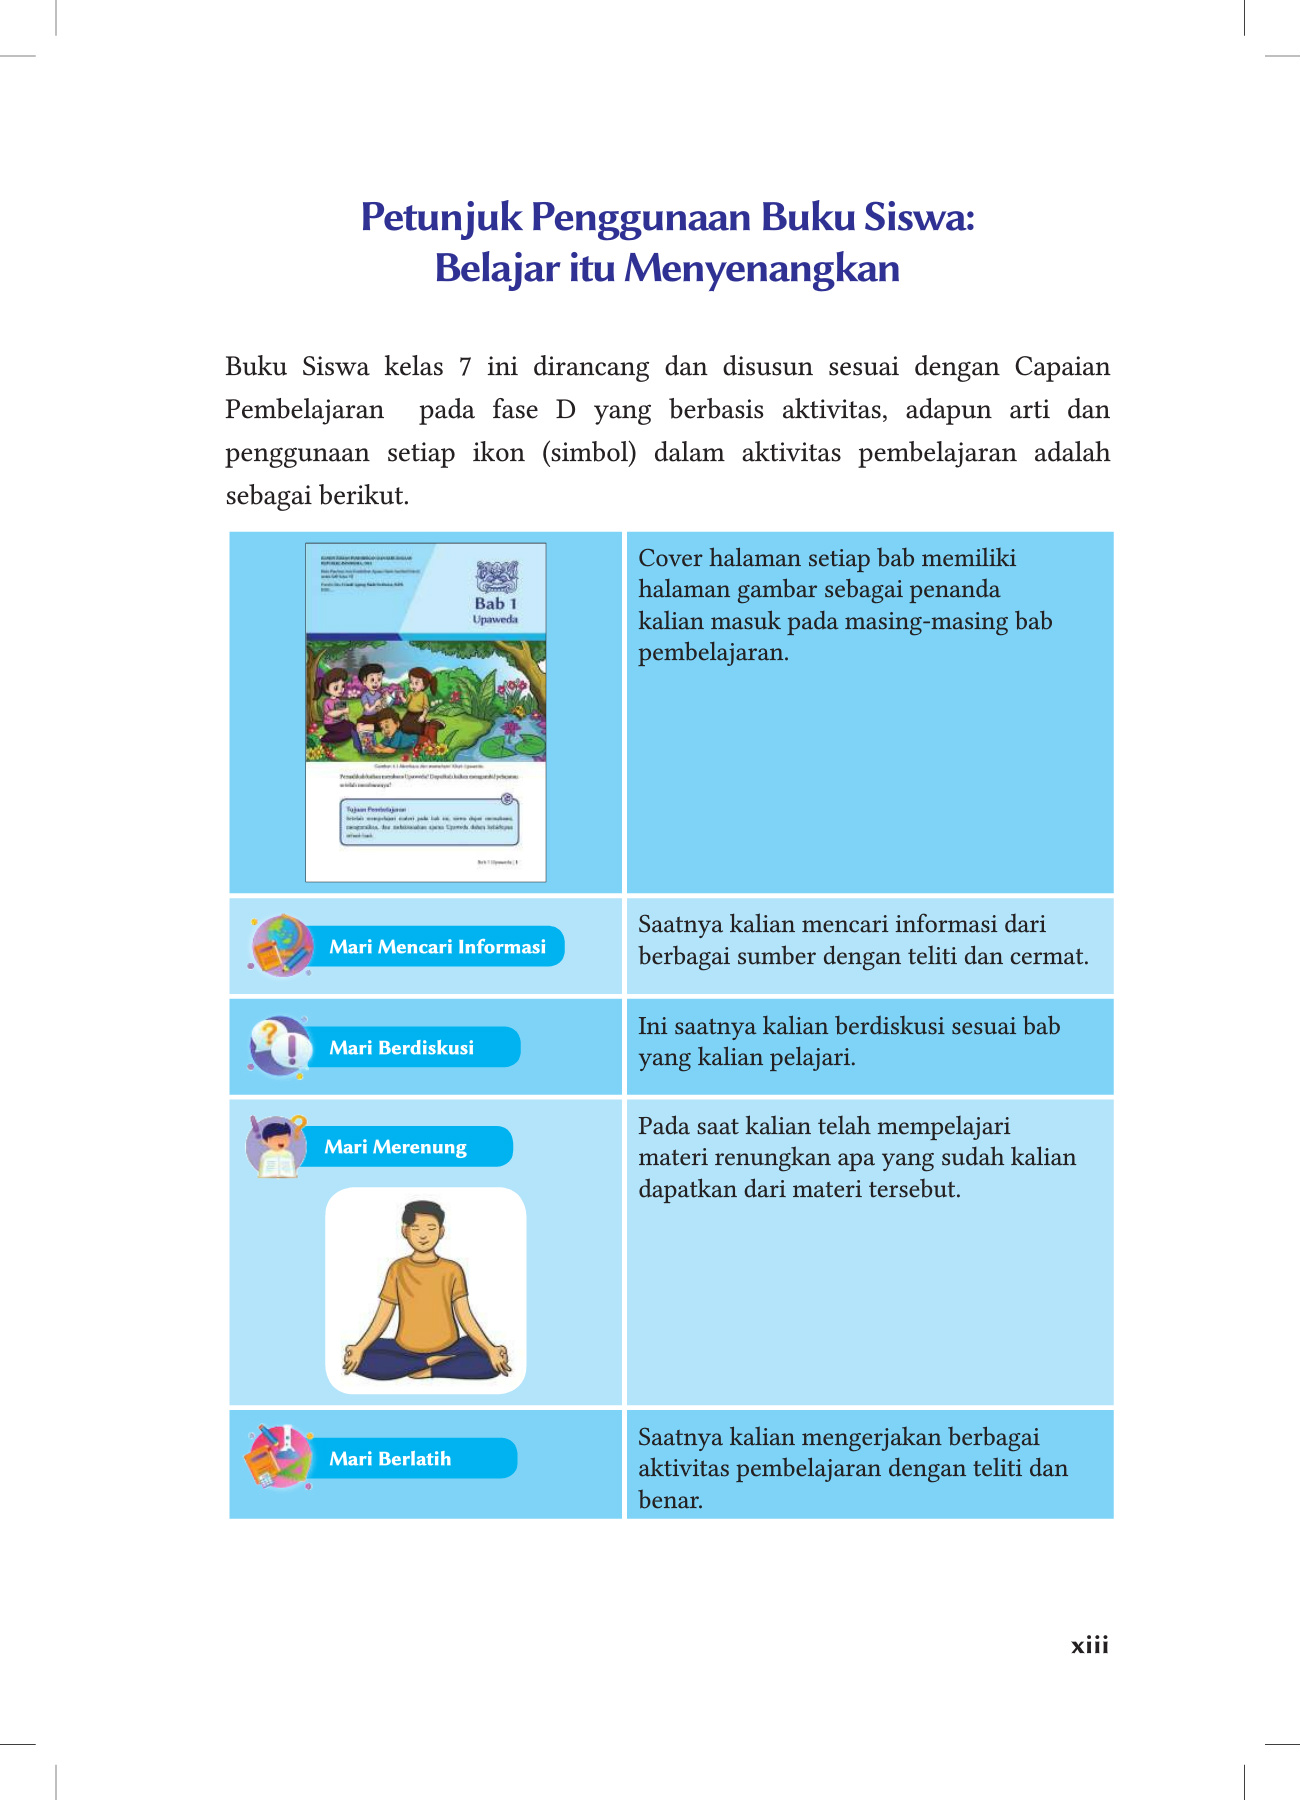 Petunjuk Penggunaan Buku Siswa:
Belajar itu Menyenangkan
Buku Siswa kelas 7 ini dirancang dan disusun sesuai dengan Capaian
Pembelajaran pada fase D yang berbasis aktivitas, adapun arti dan
penggunaan setiap ikon (simbol) dalam aktivitas pembelajaran adalah
sebagai berikut.
Bab 1
Upaweda
Tujuan Pembelajaran
Cover halaman setiap bab memiliki
halaman gambar sebagai penanda
kalian masuk pada masing-masing bab
pembelajaran.
Mari Mencari Informasi
Saatnya kalian mencari informasi dari
berbagai sumber dengan teliti dan cermat.
Mari Berdiskusi
Ini saatnya kalian berdiskusi sesuai bab
yang kalian pelajari.
Mari Merenung
Pada saat kalian telah mempelajari
materi renungkan apa yang sudah kalian
dapatkan dari materi tersebut.
Mari Berlatih
Saatnya kalian mengerjakan berbagai
aktivitas pembelajaran dengan teliti dan
benar.
xiii